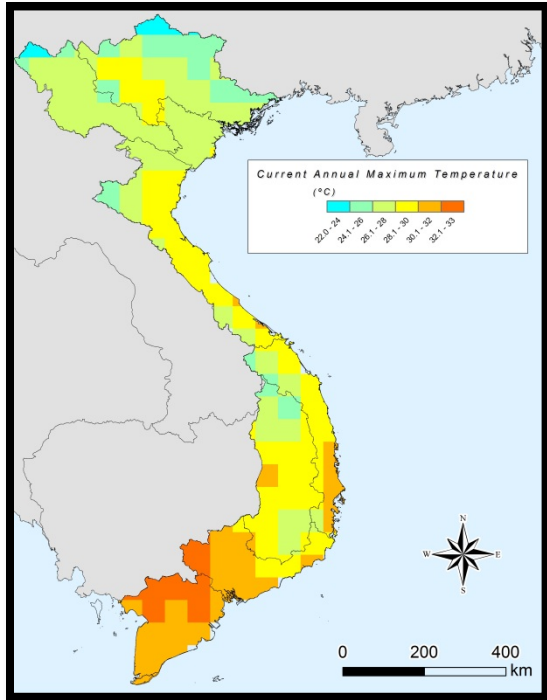 Current Annual Maximum Temperature
(°C)
22.0 - 24
24.1 - 26
26.1 - 28
28.1 - 30
30.1 - 32
32.1 - 33
N
W E
S
0 200 400
km